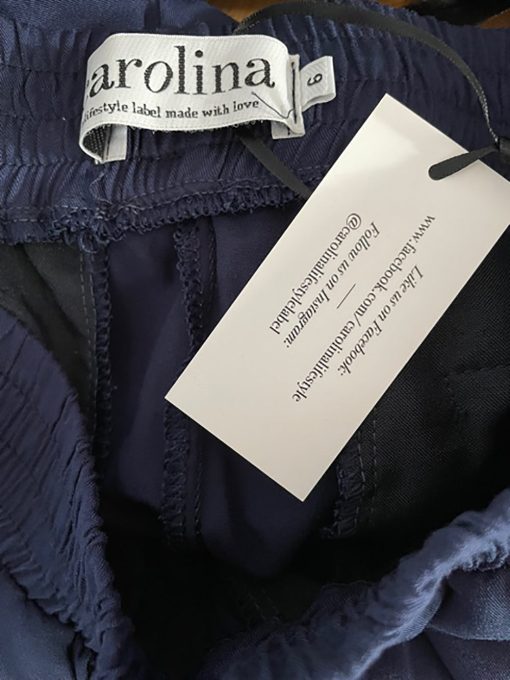 carolina
lifestyle label made with love
6
Like us on Facebook:
www.facebook.com/carolinalifestyle
—
Follow us on Instagram:
@carolinalifestylelabel